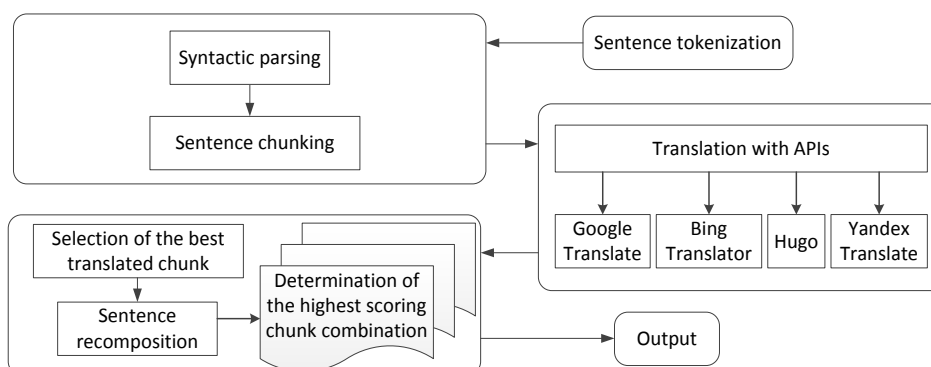 Sentence tokenization
Syntactic parsing
Sentence chunking
Translation with APIs
Google
Translate
Bing
Translator
Hugo
Yandex
Translate
Selection of the best
translated chunk
Sentence
recomposition
Determination of
the highest scoring
chunk combination
Output